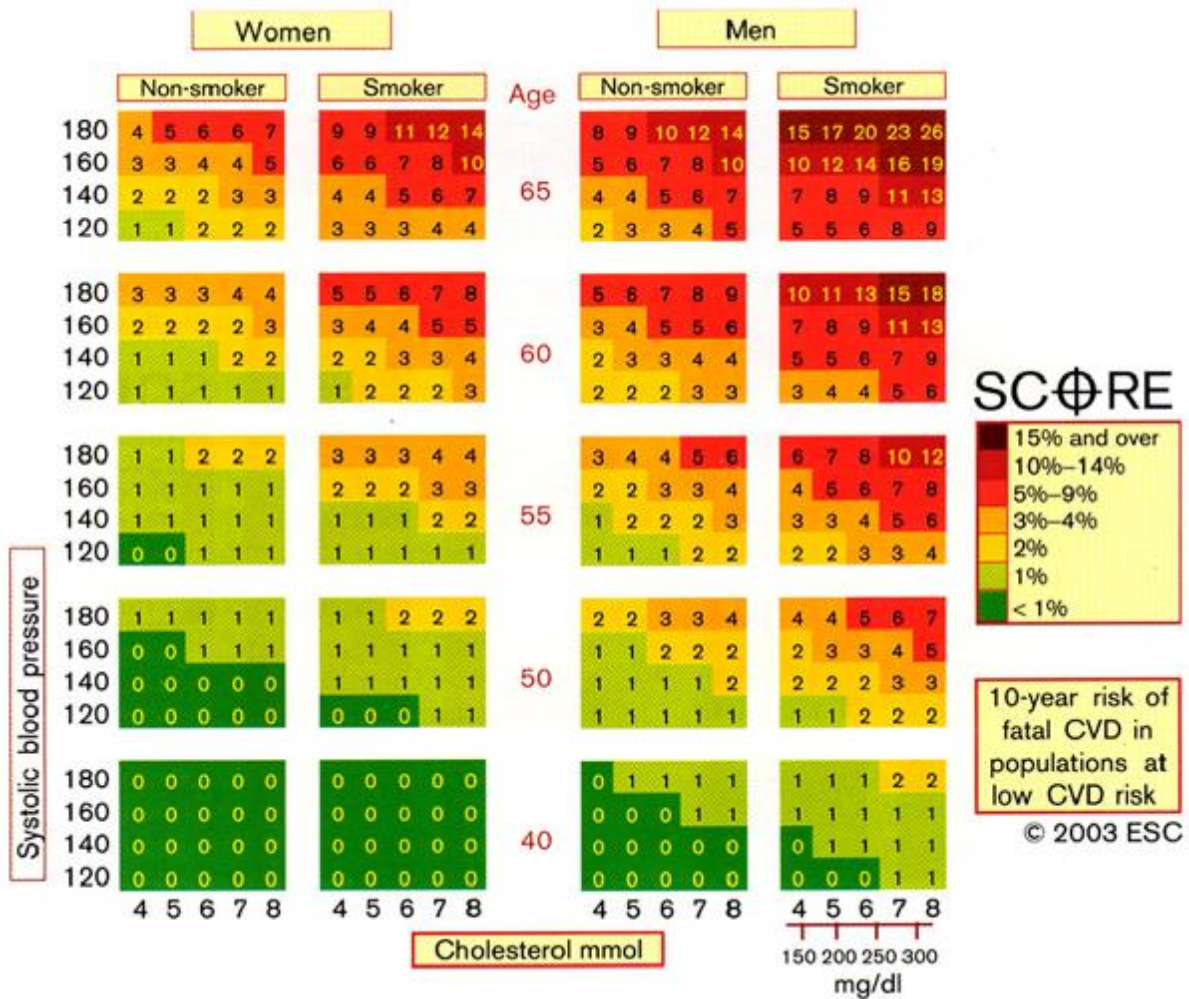 Women Men
Non-smoker Smoker Age Non-smoker Smoker
180 4 5 6 6 7 9 9 11 12 14 8 9 10 12 14 15 17 20 23 26
160 3 3 4 4 5 6 6 7 8 10 5 6 7 8 10 10 12 14 16 19
65
140 2 2 2 3 3 4 4 5 6 7 4 4 5 6 7 7 8 9 11 13
120 1 1 2 2 2 3 3 3 4 4 2 3 3 4 5 5 5 6 8 9
180 3 3 3 4 4 5 5 6 7 8 5 6 7 8 9 10 11 13 15 18
160 2 2 2 2 3 3 4 4 5 5 3 4 5 5 6 7 8 9 11 13
60
140 1 1 1 2 2 2 2 3 3 4 2 3 3 4 4 5 5 6 7 9
120 1 1 1 1 1 1 2 2 2 3 2 2 2 3 3 3 4 4 5 6
180 1 1 2 2 2 3 3 3 4 4 3 4 4 5 6 6 7 8 10 12
160 1 1 1 1 1 2 2 2 3 3 2 2 3 3 4 4 5 6 7 8
55
140 1 1 1 1 1 1 1 1 2 2 1 2 2 2 3 3 3 4 5 6
120 0 0 1 1 1 1 1 1 1 1 1 1 1 2 2 2 2 3 3 4
180 1 1 1 1 1 1 1 2 2 2 2 2 3 3 4 4 4 5 6 7
160 0 0 1 1 1 1 1 1 1 1 1 1 2 2 2 2 3 3 4 5
50
140 0 0 0 0 0 1 1 1 1 1 1 1 1 1 2 2 2 2 3 3
120 0 0 0 0 0 0 0 0 1 1 1 1 1 1 1 1 1 2 2 2
180 0 0 0 0 0 0 0 0 0 0 0 1 1 1 1 1 1 1 2 2
160 0 0 0 0 0 0 0 0 0 0 0 0 0 1 1 1 1 1 1 1
40
140 0 0 0 0 0 0 0 0 0 0 0 0 0 0 0 0 1 1 1 1
120 0 0 0 0 0 0 0 0 0 0 0 0 0 0 0 0 0 0 1 1
4 5 6 7 8 4 5 6 7 8 4 5 6 7 8 4 5 6 7 8
Systolic blood pressure
Cholesterol mmol
150 200 250 300
mg/dl
SCORE
15% and over
10%–14%
5%–9%
3%–4%
2%
1%
< 1%
10-year risk of
fatal CVD in
populations at
low CVD risk
© 2003 ESC